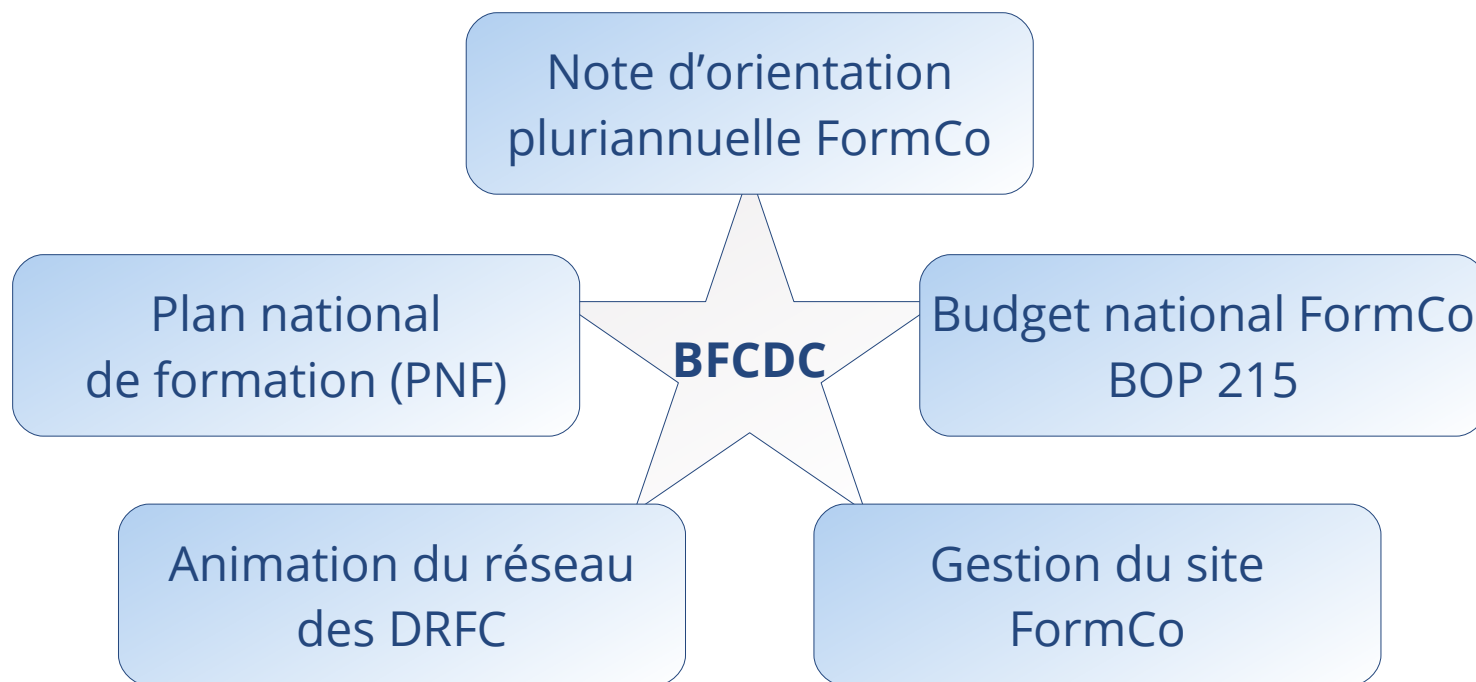 Note d’orientation
pluriannuelle FormCo
Plan national
de formation (PNF)
BFCDC
Budget national FormCo
BOP 215
Animation du réseau
des DRFC
Gestion du site
FormCo